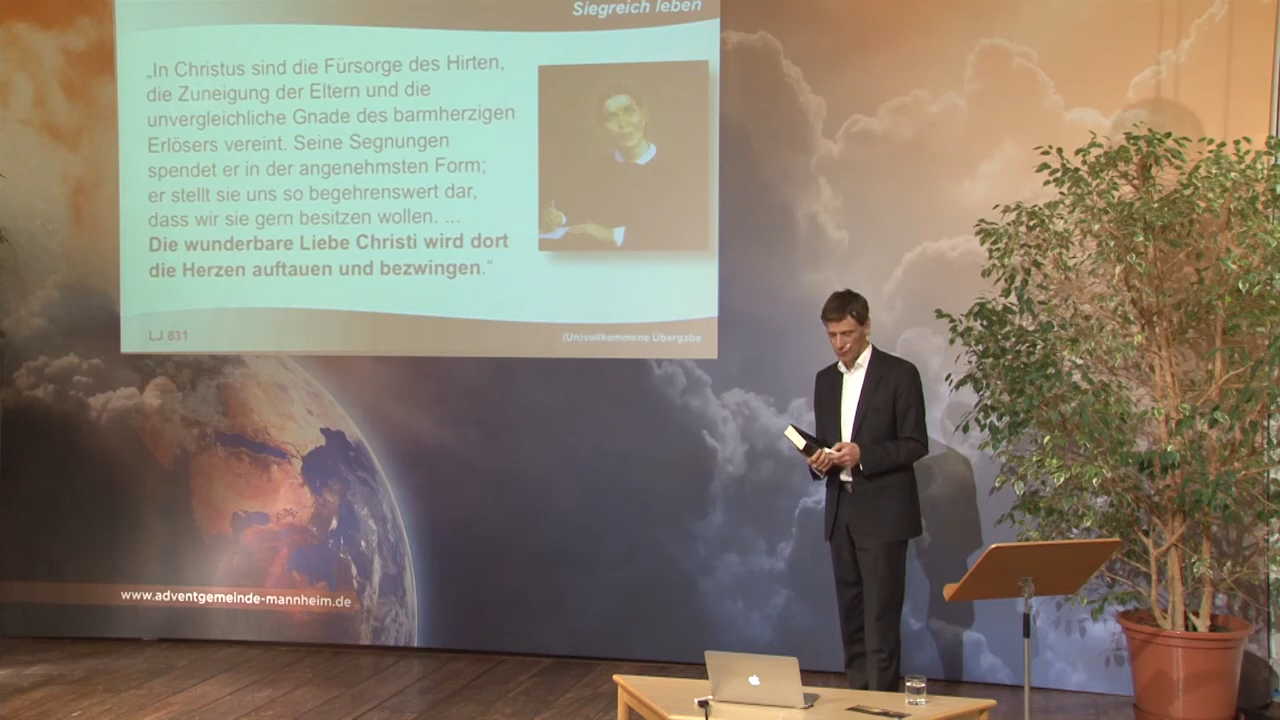 Siegreich leben
„In Christus sind die Fürsorge des Hirten,
die Zuneigung der Eltern und die
unvergleichliche Gnade des barmherzigen
Erlösers vereint. Seine Segnungen
spendet er in der angenehmsten Form;
er stellt sie uns so begehrenswert dar,
dass wir sie gern besitzen wollen. ...
Die wunderbare Liebe Christi wird dort
die Herzen auftauen und bezwingen."
LJ 831
(Un)vollkommene Übergabe
www.adventgemeinde-mannheim.de